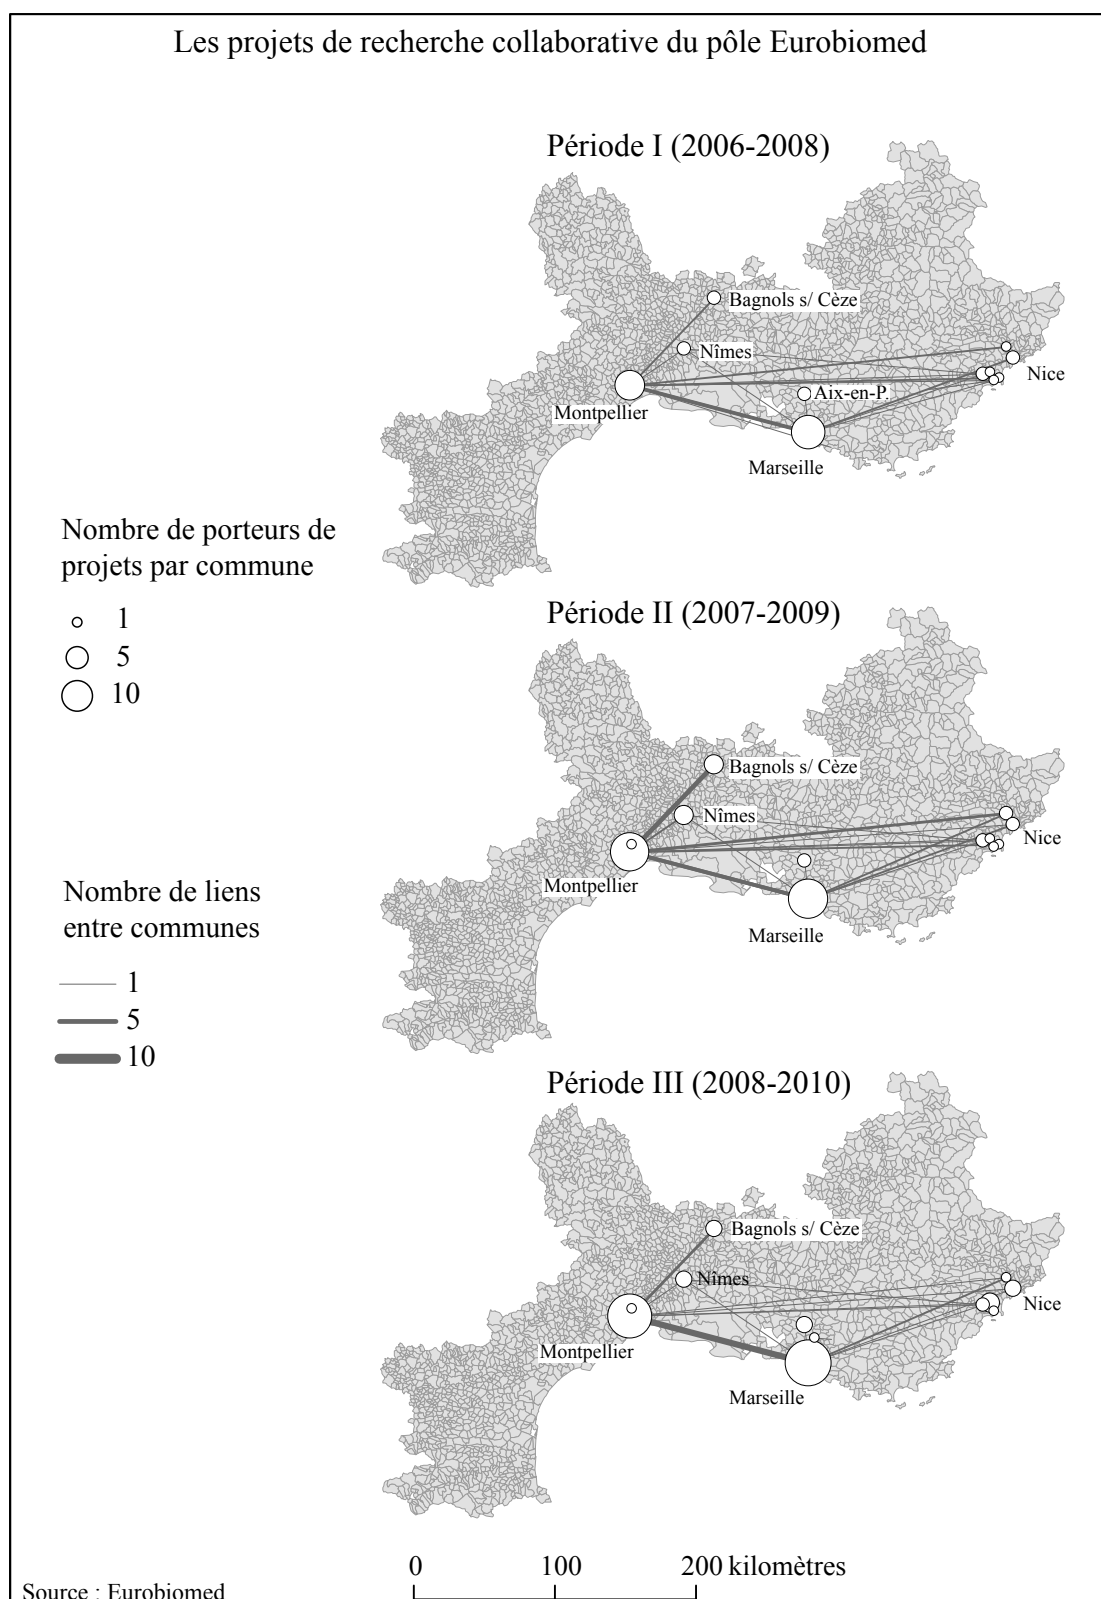 Les projets de recherche collaborative du pôle Eurobiomed
Période I (2006-2008)
Bagnols s/ Cèze
Nîmes
Nice
Aix-en-P.
Montpellier
Marseille
Nombre de porteurs de
projets par commune
1
5
10
Période II (2007-2009)
Bagnols s/ Cèze
Nîmes
Nice
Montpellier
Marseille
Nombre de liens
entre communes
1
5
10
Période III (2008-2010)
Bagnols s/ Cèze
Nîmes
Nice
Montpellier
Marseille
0 100 200 kilomètres
Source : Eurobiomed